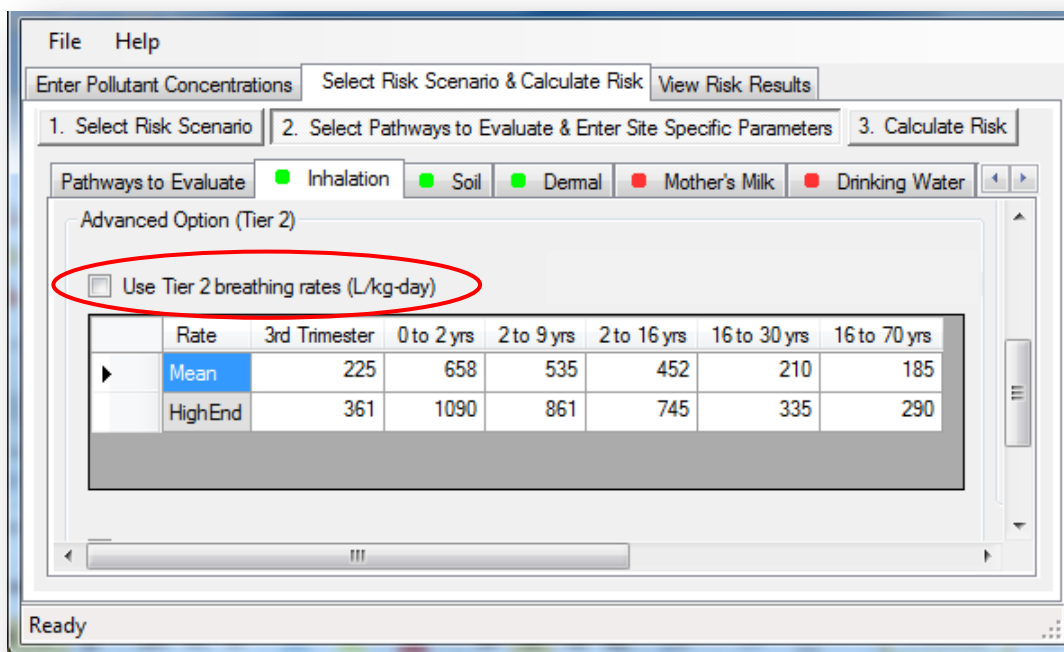 File Help
Enter Pollutant Concentrations Select Risk Scenario & Calculate Risk View Risk Results
1. Select Risk Scenario 2. Select Pathways to Evaluate & Enter Site Specific Parameters 3. Calculate Risk
Pathways to Evaluate Inhalation Soil Dermal Mother's Milk Drinking Water
Advanced Option (Tier 2)
Use Tier 2 breathing rates (L/kg-day)
Rate 3rd Trimester 0 to 2 yrs 2 to 9 yrs 2 to 16 yrs 16 to 30 yrs 16 to 70 yrs
Mean 225 658 535 452 210 185
HighEnd 361 1090 861 745 335 290
Ready